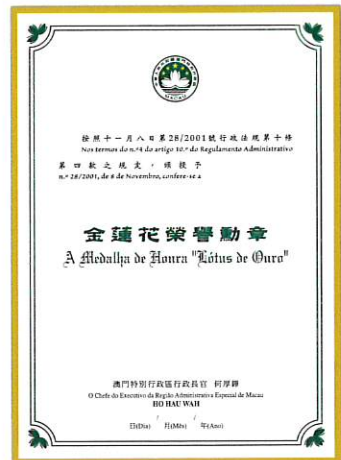 MACAU
按照十一月八日第28/2001號行政法規第十條
Nos termos do n.º4 do artigo 10.º do Regulamento Administrativo
第四款之規定，頒授予
n.º 28/2001, de 8 de Novembro, confere-se a
金蓮花榮譽勳章
A Medalha de Honra "Lótus de Ouro"
澳門特別行政區行政長官 何厚鏵
O Chefe do Executivo da Região Administrativa Especial de Macau
HO HAU WAH
/ /
日(Dia) 月(Mês) 年(Ano)